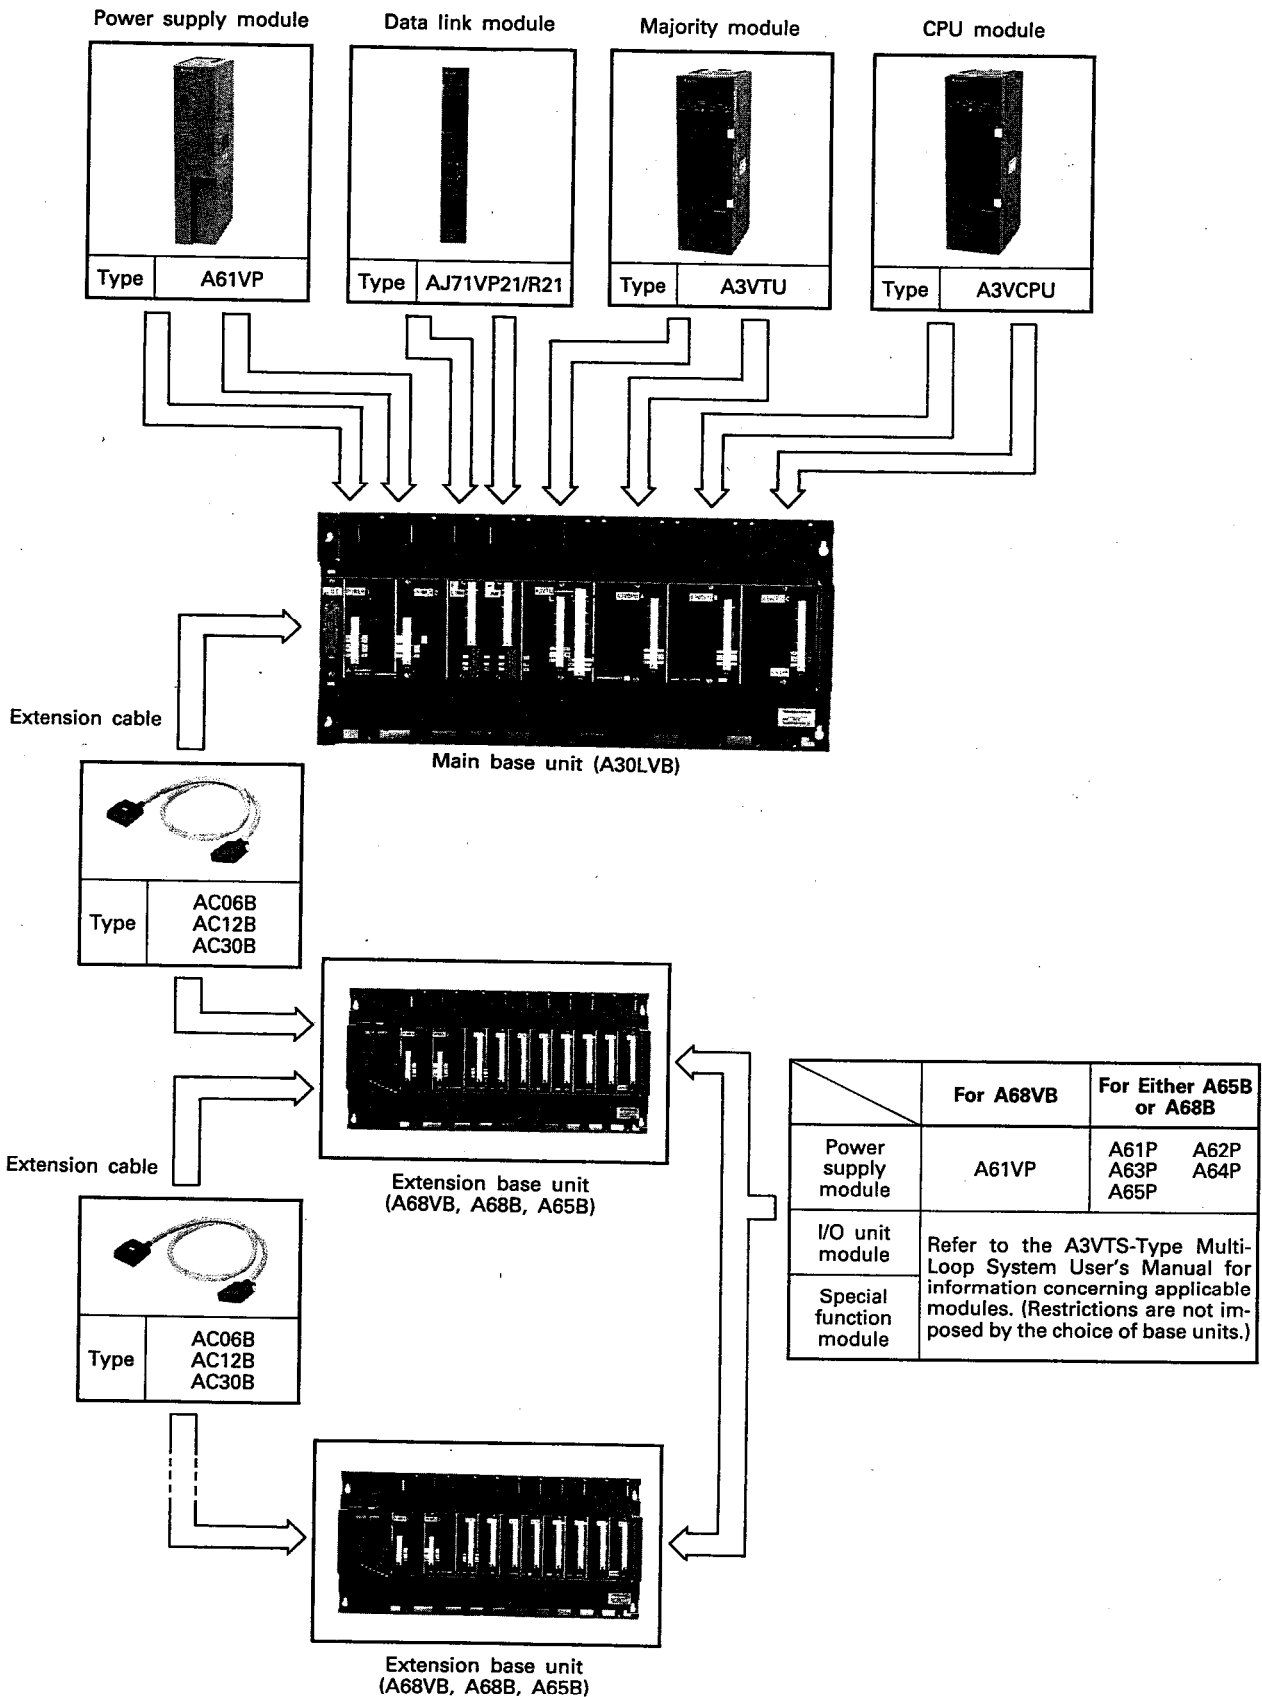 Power supply module
Data link module
Majority module
CPU module
Type A61VP
Type AJ71VP21/R21
Type A3VTU
Type A3VCPU
Extension cable
Main base unit (A30LVB)
Type
AC06B
AC12B
AC30B
Extension cable
Extension base unit
(A68VB, A68B, A65B)
For A68VB
For Either A65B
or A68B
Power
supply
module
A61VP
A61P A62P
A63P A64P
A65P
I/O unit
module
Special
function
module
Refer to the A3VTS-Type Multi-
Loop System User's Manual for
information concerning applicable
modules. (Restrictions are not im-
posed by the choice of base units.)
Type
AC06B
AC12B
AC30B
Extension base unit
(A68VB, A68B, A65B)